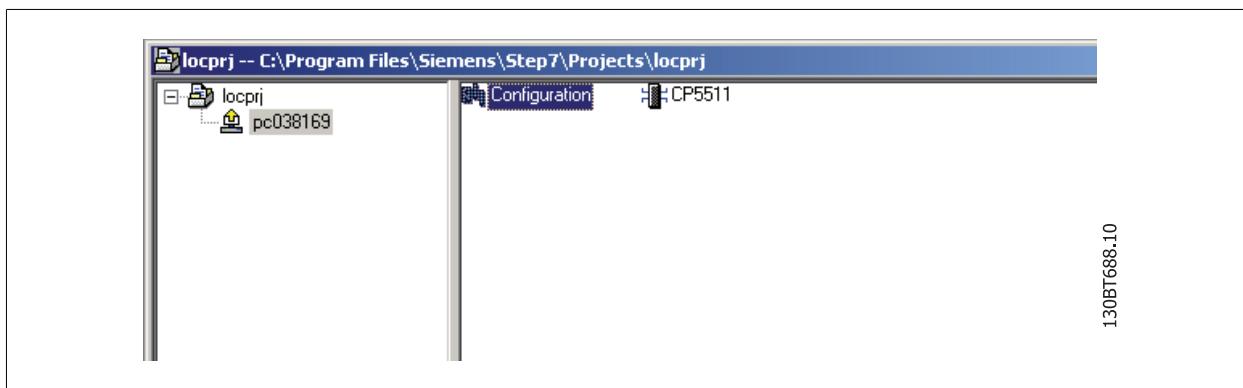 locprj -- C:\Program Files\Siemens\Step7\Projects\locprj
locprj
pc038169
Configuration
CP5511
130BT688.10